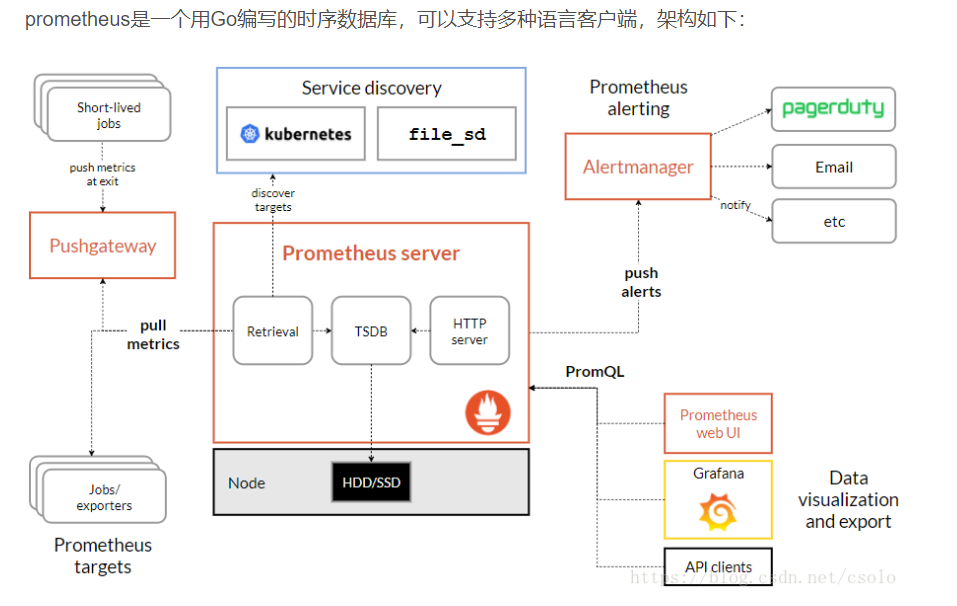 prometheus是一个用Go编写的时序数据库，可以支持多种语言客户端，架构如下：
Short-lived
jobs
push metrics
at exit
Pushgateway
Service discovery
kubernetes
file_sd
discover
targets
Prometheus
alerting
Alertmanager
pagerduty
Email
notify
etc
Prometheus server
Retrieval
TSDB
HTTP
server
pull
metrics
push
alerts
PromQL
Node
HDD/SSD
Jobs/
exporters
Prometheus
targets
Prometheus
web UI
Grafana
API clients
Data
visualization
and export
https://blog.csdn.net/csolo